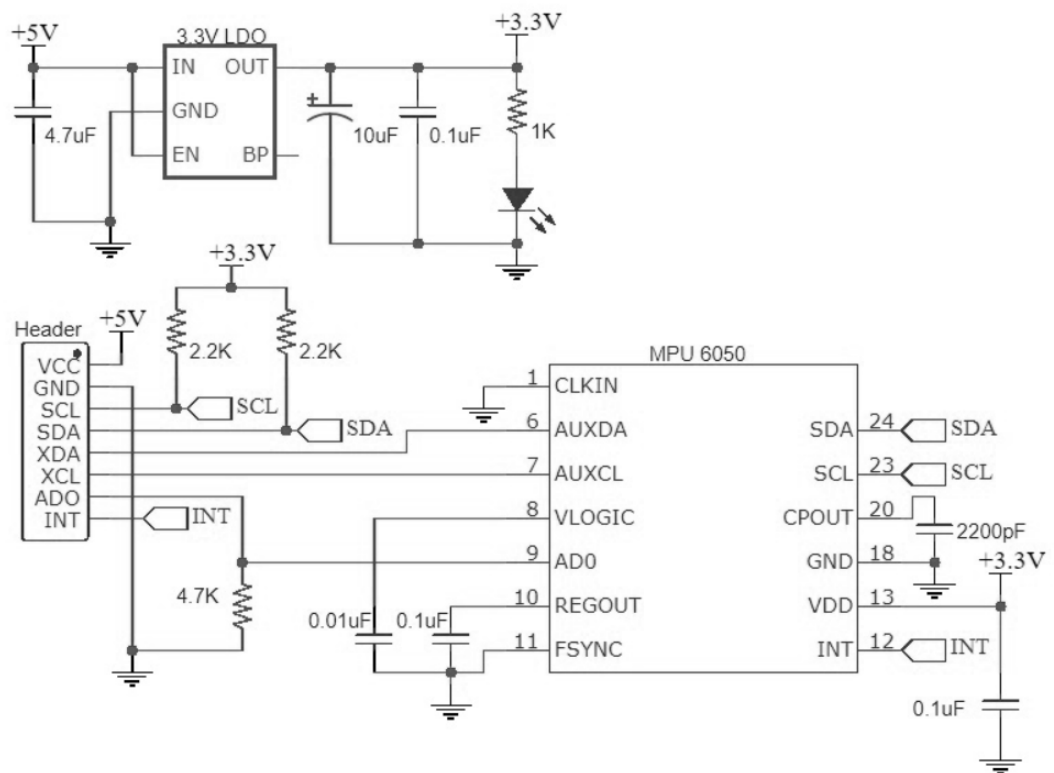 +5V
3.3V LDO
+3.3V
IN
OUT
GND
EN
BP
4.7uF
10uF
0.1uF
1K
+3.3V
+5V
2.2K
2.2K
Header
VCC
GND
SCL
SDA
XDA
XCL
ADO
INT
SCL
SDA
INT
4.7K
0.01uF
0.1uF
MPU 6050
1 CLKIN
6 AUXDA
7 AUXCL
8 VLOGIC
9 AD0
10 REGOUT
11 FSYNC
SDA 24 SDA
SCL 23 SCL
CPOUT 20
2200pF
GND 18
+3.3V
VDD 13
INT 12 INT
0.1uF